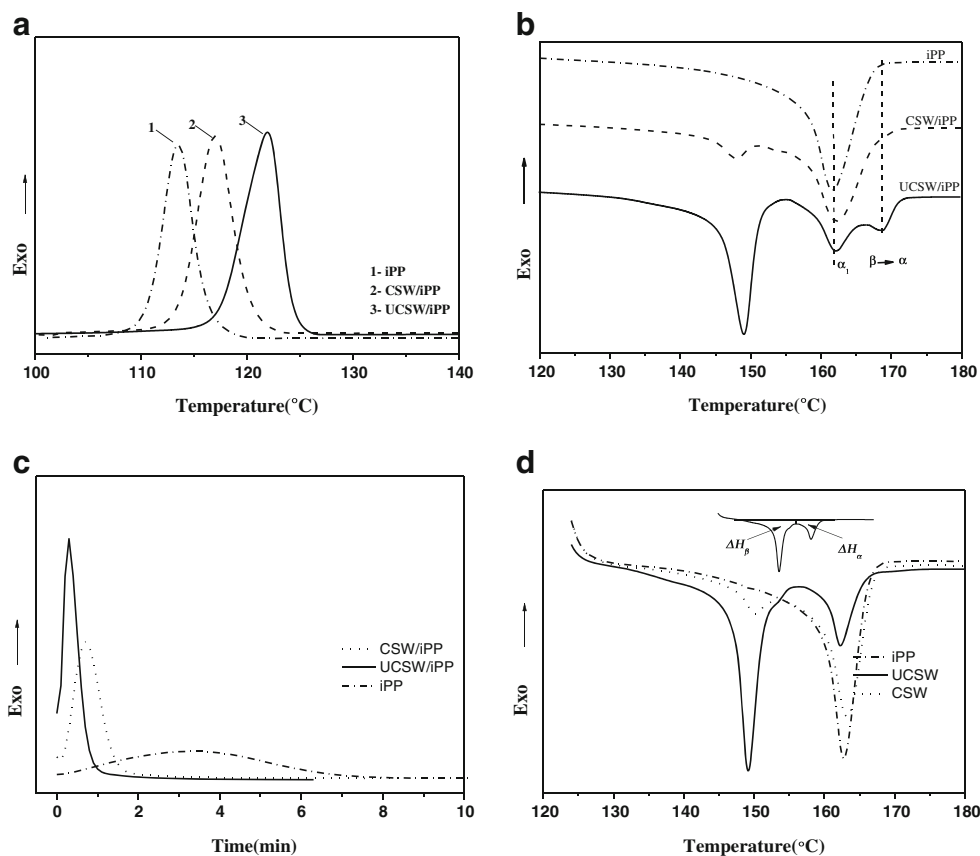 a
1
2
3
Exo
1- iPP
2- CSW/iPP
3- UCSW/iPP
100 110 120 130 140
Temperature(°C)
b
iPP
CSW/iPP
UCSW/iPP
Exo
α1
β → α
120 130 140 150 160 170 180
Temperature(°C)
c
CSW/iPP
UCSW/iPP
iPP
Exo
0 2 4 6 8 10
Time(min)
d
ΔHβ
ΔHα
Exo
iPP
UCSW
CSW
120 130 140 150 160 170 180
Temperature(°C)